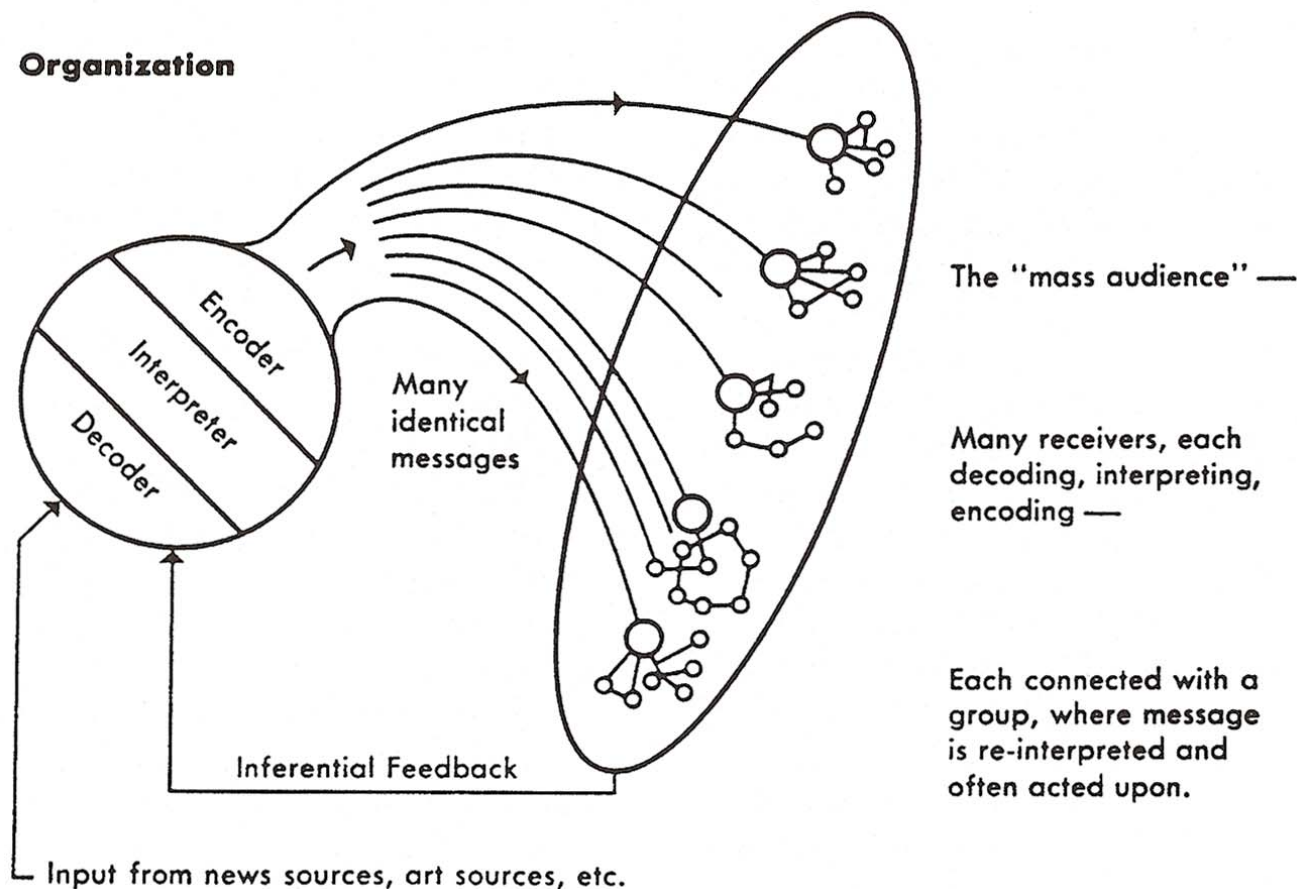 Organization
Encoder
Interpreter
Decoder
Many
identical
messages
The "mass audience" —
Many receivers, each
decoding, interpreting,
encoding —
Each connected with a
group, where message
is re-interpreted and
often acted upon.
Inferential Feedback
Input from news sources, art sources, etc.